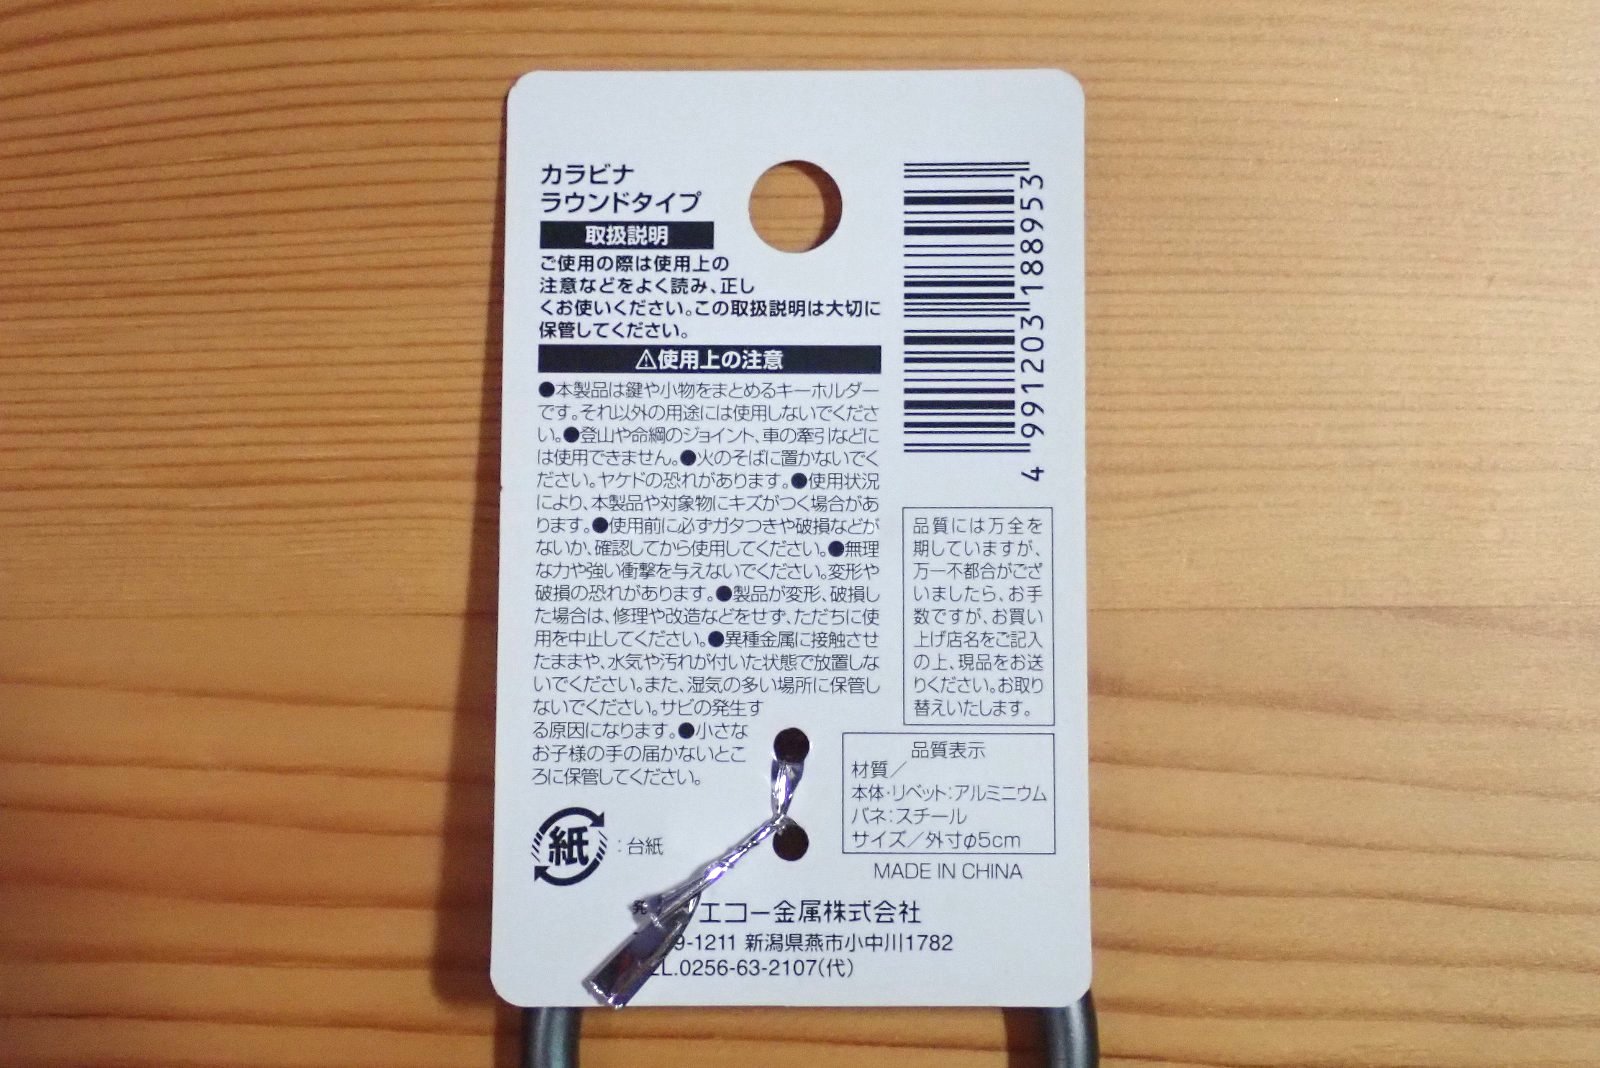 カラビナ
ラウンドタイプ
取扱説明
ご使用の際は使用上の
注意などをよく読み、正し
くお使いください。この取扱説明は大切に
保管してください。
⚠使用上の注意
●本製品は鍵や小物をまとめるキーホルダー
です。それ以外の用途には使用しないでくださ
い。●登山や命綱のジョイント、車の牽引などに
は使用できません。●火のそばに置かないでく
ださい。ヤケドの恐れがあります。●使用状況
により、本製品や対象物にキズがつく場合があ
ります。●使用前に必ずガタつきや破損などが
ないか、確認してから使用してください。●無理
な力や強い衝撃を与えないでください。変形や
破損の恐れがあります。●製品が変形、破損し
た場合は、修理や改造などをせず、ただちに使
用を中止してください。●異種金属に接触させ
たままや、水気や汚れが付いた状態で放置しな
いでください。また、湿気の多い場所に保管し
ないでください。サビの発生す
る原因になります。●小さな
お子様の手の届かないとこ
ろに保管してください。
紙 :台紙
4 991203 188953
品質には万全を
期していますが、
万一不都合がござ
いましたら、お手
数ですが、お買い
上げ店名をご記入
の上、現品をお送
りください。お取り
替えいたします。
品質表示
材質／
本体・リベット:アルミニウム
バネ:スチール
サイズ／外寸φ5cm
MADE IN CHINA
発 エコー金属株式会社
9-1211 新潟県燕市小中川1782
EL.0256-63-2107(代)